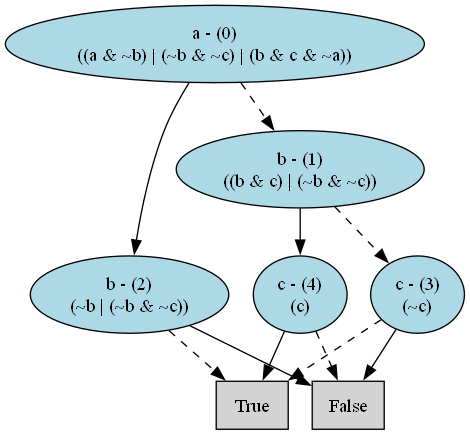 a - (0)
((a & ~b) | (~b & ~c) | (b & c & ~a))
b - (1)
((b & c) | (~b & ~c))
b - (2)
(~b | (~b & ~c))
c - (4)
(c)
c - (3)
(~c)
True
False